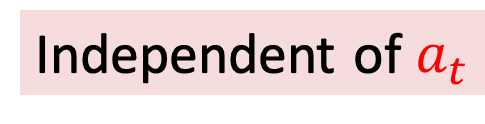 Independent of $a_t$